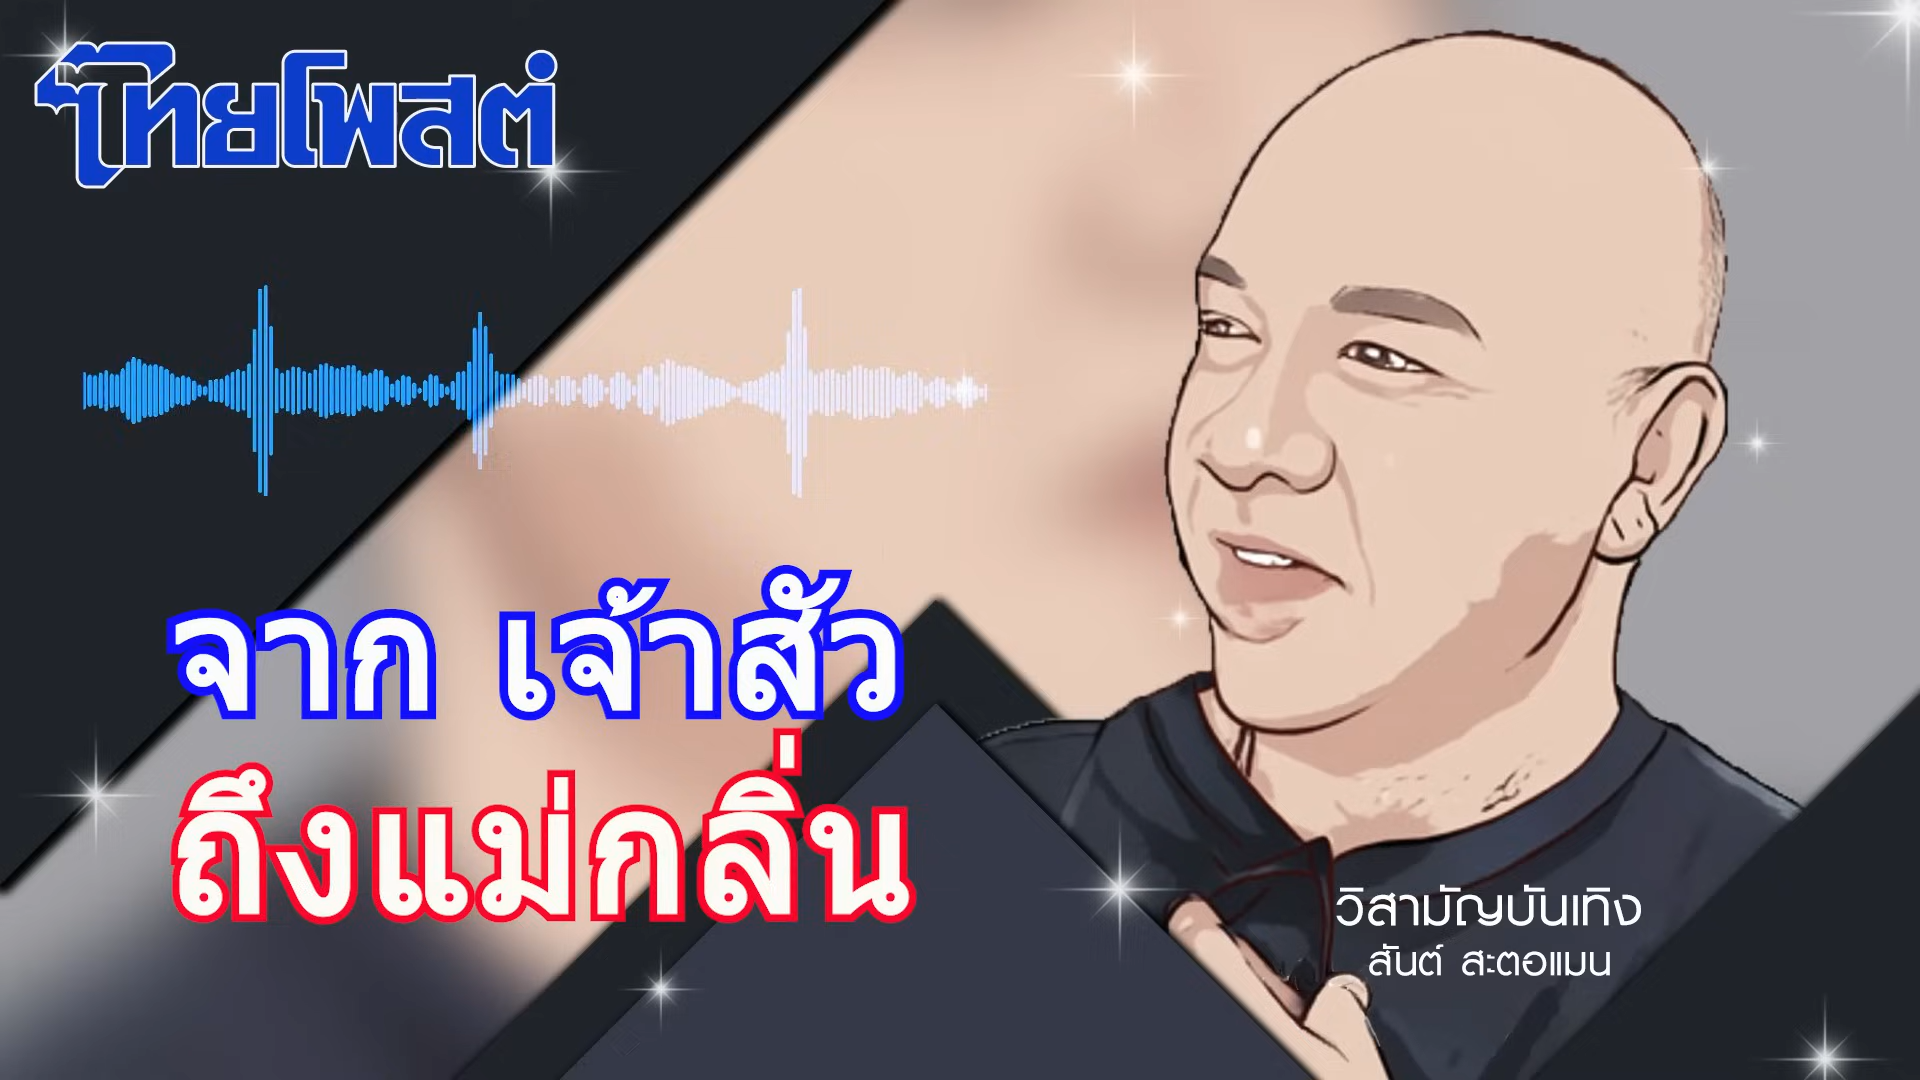 ไทยโพสต์
จาก เจ้าสัว
ถึงแม่กลิ่น
วิสามัญบันเทิง
สันต์ สะตอแมน